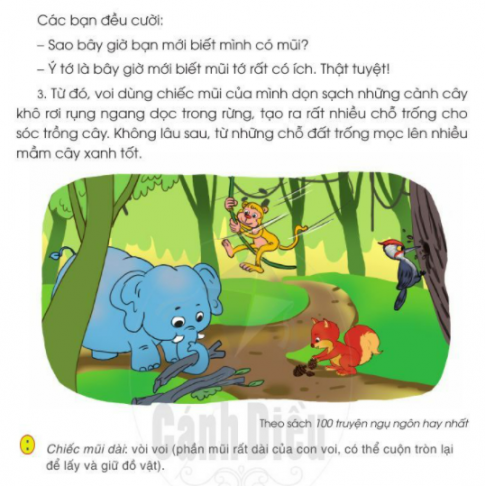 Các bạn đều cười:
– Sao bây giờ bạn mới biết mình có mũi?
– Ý tớ là bây giờ mới biết mũi tớ rất có ích. Thật tuyệt!
3. Từ đó, voi dùng chiếc mũi của mình dọn sạch những cành cây
khô rơi rụng ngang dọc trong rừng, tạo ra rất nhiều chỗ trống cho
sóc trồng cây. Không lâu sau, từ những chỗ đất trống mọc lên nhiều
mầm cây xanh tốt.
Theo sách 100 truyện ngụ ngôn hay nhất
Cánh Diều
Chiếc mũi dài: vòi voi (phần mũi rất dài của con voi, có thể cuộn tròn lại
để lấy và giữ đồ vật).